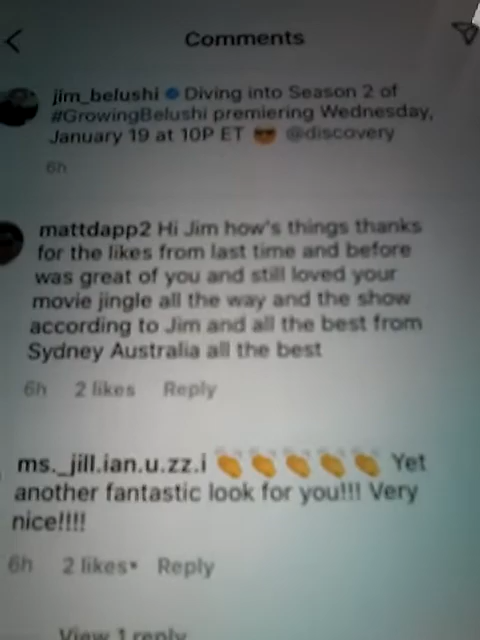 Comments
jim_belushi Diving into Season 2 of
#GrowingBelushi premiering Wednesday,
January 19 at 10P ET 😎 @discovery
6h
mattdapp2 Hi Jim how's things thanks
for the likes from last time and before
was great of you and still loved your
movie jingle all the way and the show
according to Jim and all the best from
Sydney Australia all the best
6h 2 likes Reply
ms._jill.ian.u.zz.i 👏👏👏👏👏 Yet
another fantastic look for you!!! Very
nice!!!!
6h 2 likes Reply
View 1 reply